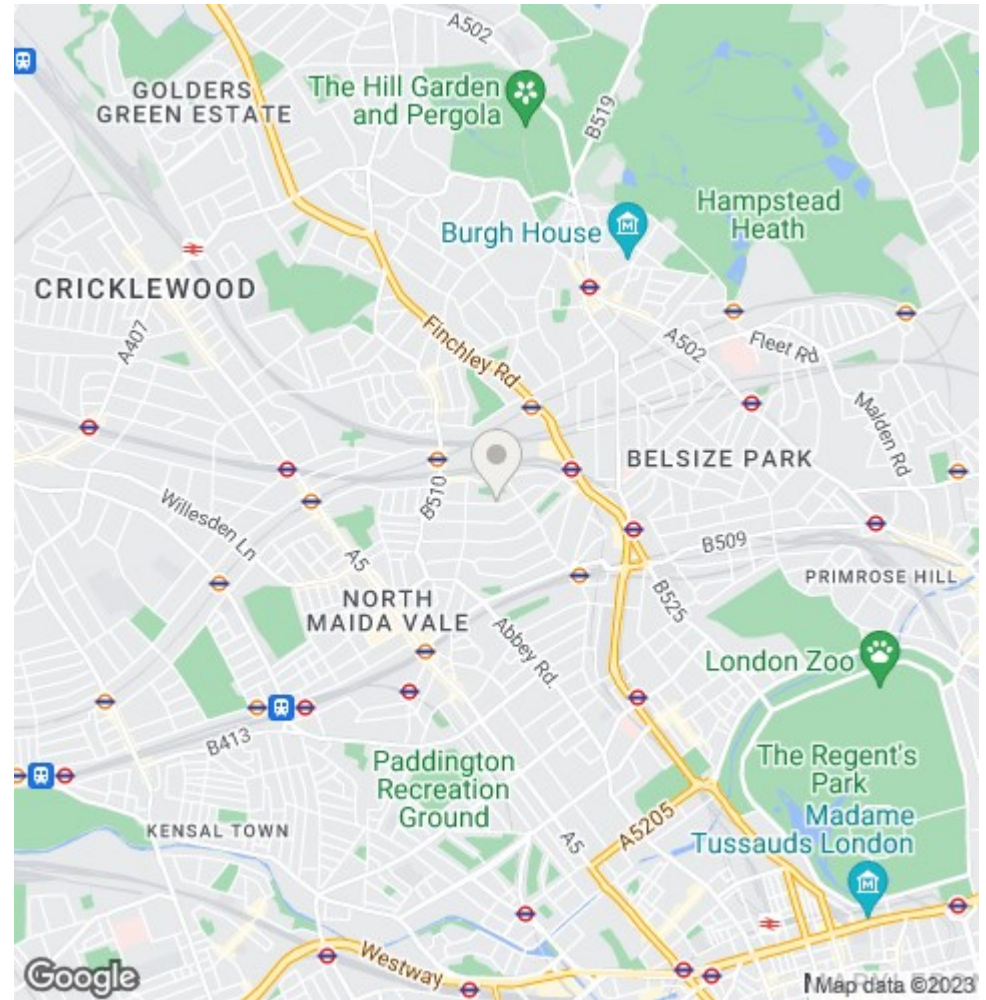 A502
GOLDERS
GREEN ESTATE
The Hill Garden
and Pergola
B519
Hampstead
Heath
Burgh House
CRICKLEWOOD
A407
Finchley Rd
A502
Fleet Rd
Malden Rd
BELSIZE PARK
B510
Willesden Ln
A5
B509
PRIMROSE HILL
NORTH
MAIDA VALE
B525
Abbey Rd.
London Zoo
B413
Paddington
Recreation
Ground
The Regent's
Park
Madame
Tussauds London
KENSAL TOWN
A5
A5205
Westway
Google
Map data ©2023